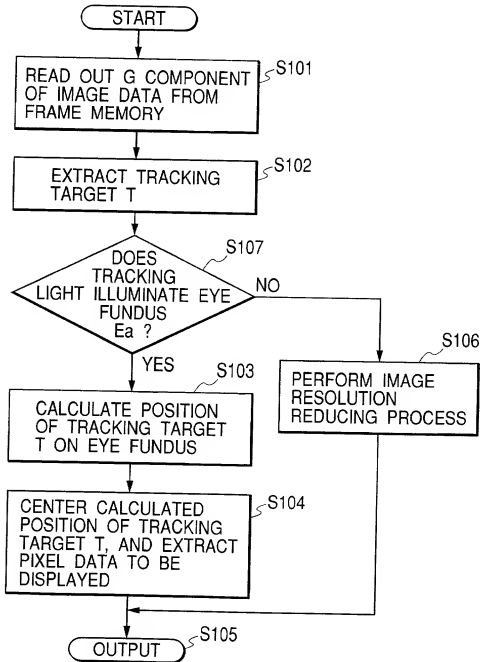 START
READ OUT G COMPONENT
OF IMAGE DATA FROM
FRAME MEMORY
S101
EXTRACT TRACKING
TARGET T
S102
DOES
TRACKING
LIGHT ILLUMINATE EYE
FUNDUS
Ea ?
S107
NO
YES
S103
CALCULATE POSITION
OF TRACKING TARGET
T ON EYE FUNDUS
S106
PERFORM IMAGE
RESOLUTION
REDUCING PROCESS
CENTER CALCULATED
POSITION OF TRACKING
TARGET T, AND EXTRACT
PIXEL DATA TO BE
DISPLAYED
S104
OUTPUT
S105